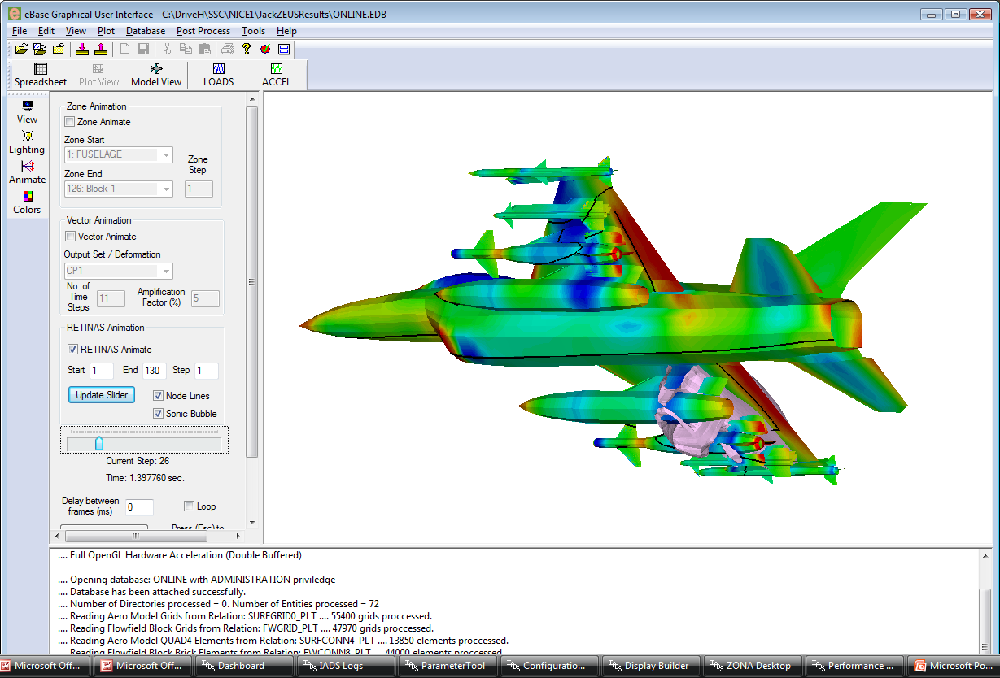 eBase Graphical User Interface - C:\DriveH\SSC\NICE1\JackZEUSResults\ONLINE.EDB
File Edit View Plot Database Post Process Tools Help
Spreadsheet Plot View Model View LOADS ACCEL
View
Lighting
Animate
Colors
Zone Animation
Zone Animate
Zone Start
1: FUSELAGE
Zone Step
Zone End
126: Block 1
1
Vector Animation
Vector Animate
Output Set / Deformation
CP1
No. of Time Steps
11
Amplification Factor (%)
5
RETINAS Animation
RETINAS Animate
Start 1 End 130 Step 1
Update Slider
Node Lines
Sonic Bubble
Current Step: 26
Time: 1.397760 sec.
Delay between frames (ms)
0
Loop
Press (Esc) to
.... Full OpenGL Hardware Acceleration (Double Buffered)
.... Opening database: ONLINE with ADMINISTRATION priviledge
.... Database has been attached successfully.
.... Number of Directories processed = 0. Number of Entities processed = 72
.... Reading Aero Model Grids from Relation: SURFGRID0_PLT .... 55400 grids proccessed.
.... Reading Flowfield Block Grids from Relation: FWGRID_PLT .... 47970 grids proccessed.
.... Reading Aero Model QUAD4 Elements from Relation: SURFCONN4_PLT .... 13850 elements proccessed.
.... Reading Flowfield Block Brick Elements from Relation: FWCONN8_PLT .... 44000 elements proccessed
Microsoft Off... Microsoft Off... Dashboard IADS Logs ParameterTool Configuratio... Display Builder ZONA Desktop Performance ... Microsoft Po...